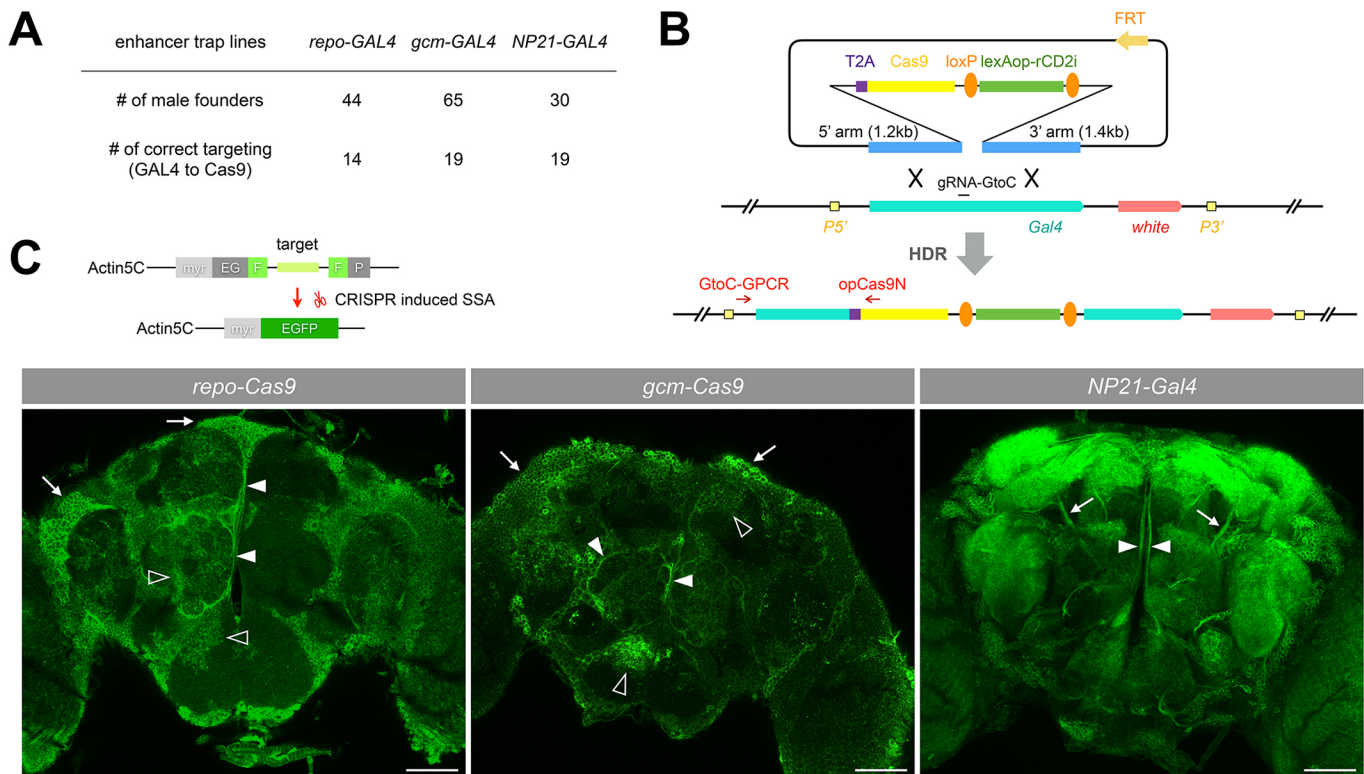 A
enhancer trap lines repo-GAL4 gcm-GAL4 NP21-GAL4
# of male founders 44 65 30
# of correct targeting
(GAL4 to Cas9) 14 19 19
B
FRT
T2A Cas9 loxP lexAop-rCD2i
5’ arm (1.2kb) 3’ arm (1.4kb)
X gRNA-GtoC X
P5’ Gal4 white P3’
HDR
GtoC-GPCR opCas9N
C
target
Actin5C myr EG F F P
CRISPR induced SSA
Actin5C myr EGFP
repo-Cas9 gcm-Cas9 NP21-Gal4